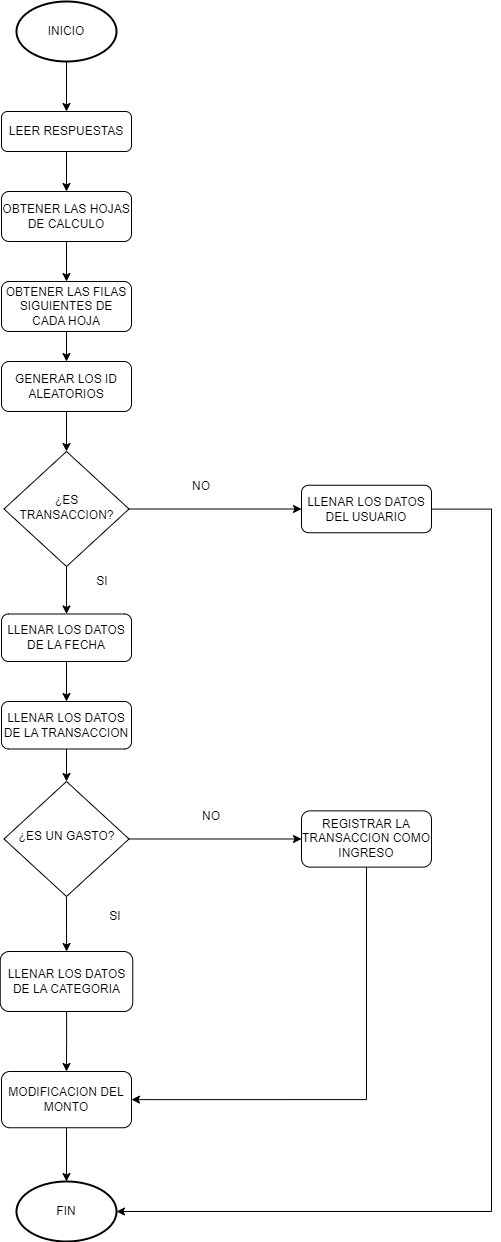 INICIO
LEER RESPUESTAS
OBTENER LAS HOJAS
DE CALCULO
OBTENER LAS FILAS
SIGUIENTES DE
CADA HOJA
GENERAR LOS ID
ALEATORIOS
¿ES
TRANSACCION?
NO
LLENAR LOS DATOS
DEL USUARIO
SI
LLENAR LOS DATOS
DE LA FECHA
LLENAR LOS DATOS
DE LA TRANSACCION
¿ES UN GASTO?
NO
REGISTRAR LA
TRANSACCION COMO
INGRESO
SI
LLENAR LOS DATOS
DE LA CATEGORIA
MODIFICACION DEL
MONTO
FIN